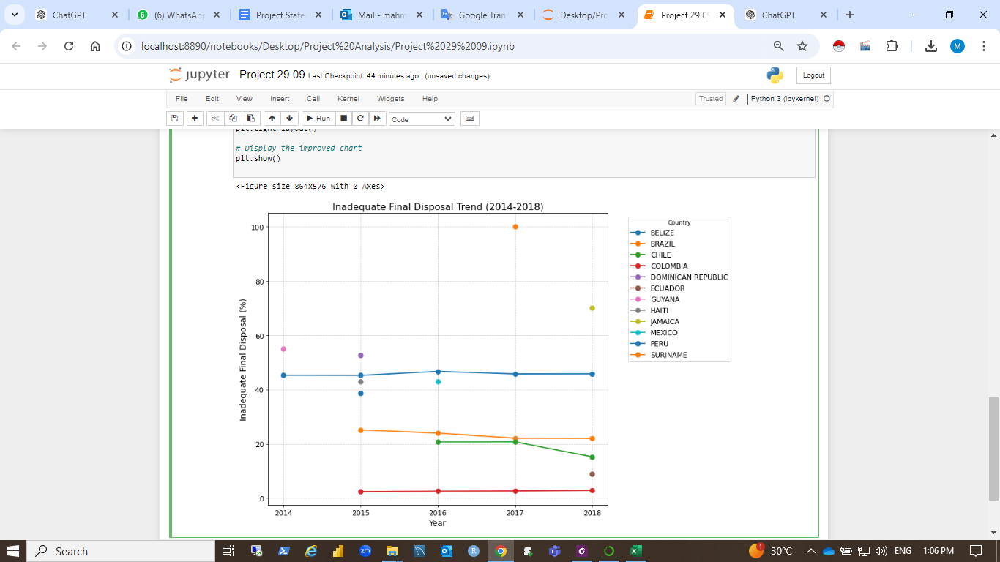 ChatGPT
(6) WhatsAp
Project State
Mail - mahm
Google Tran
Desktop/Pro
Project 29 09
ChatGPT
localhost:8890/notebooks/Desktop/Project%20Analysis/Project%2029%2009.ipynb
M
jupyter Project 29 09 Last Checkpoint: 44 minutes ago (unsaved changes)
Logout
File Edit View Insert Cell Kernel Widgets Help
Trusted
Python 3 (ipykernel)
Run
Code
plt.tight_layout()
# Display the improved chart
plt.show()
<Figure size 864x576 with 0 Axes>
Inadequate Final Disposal Trend (2014-2018)
Inadequate Final Disposal (%)
100
80
60
40
20
0
2014 2015 2016 2017 2018
Year
Country
BELIZE
BRAZIL
CHILE
COLOMBIA
DOMINICAN REPUBLIC
ECUADOR
GUYANA
HAITI
JAMAICA
MEXICO
PERU
SURINAME
Search
zm
R
1
30°C
ENG
1:06 PM